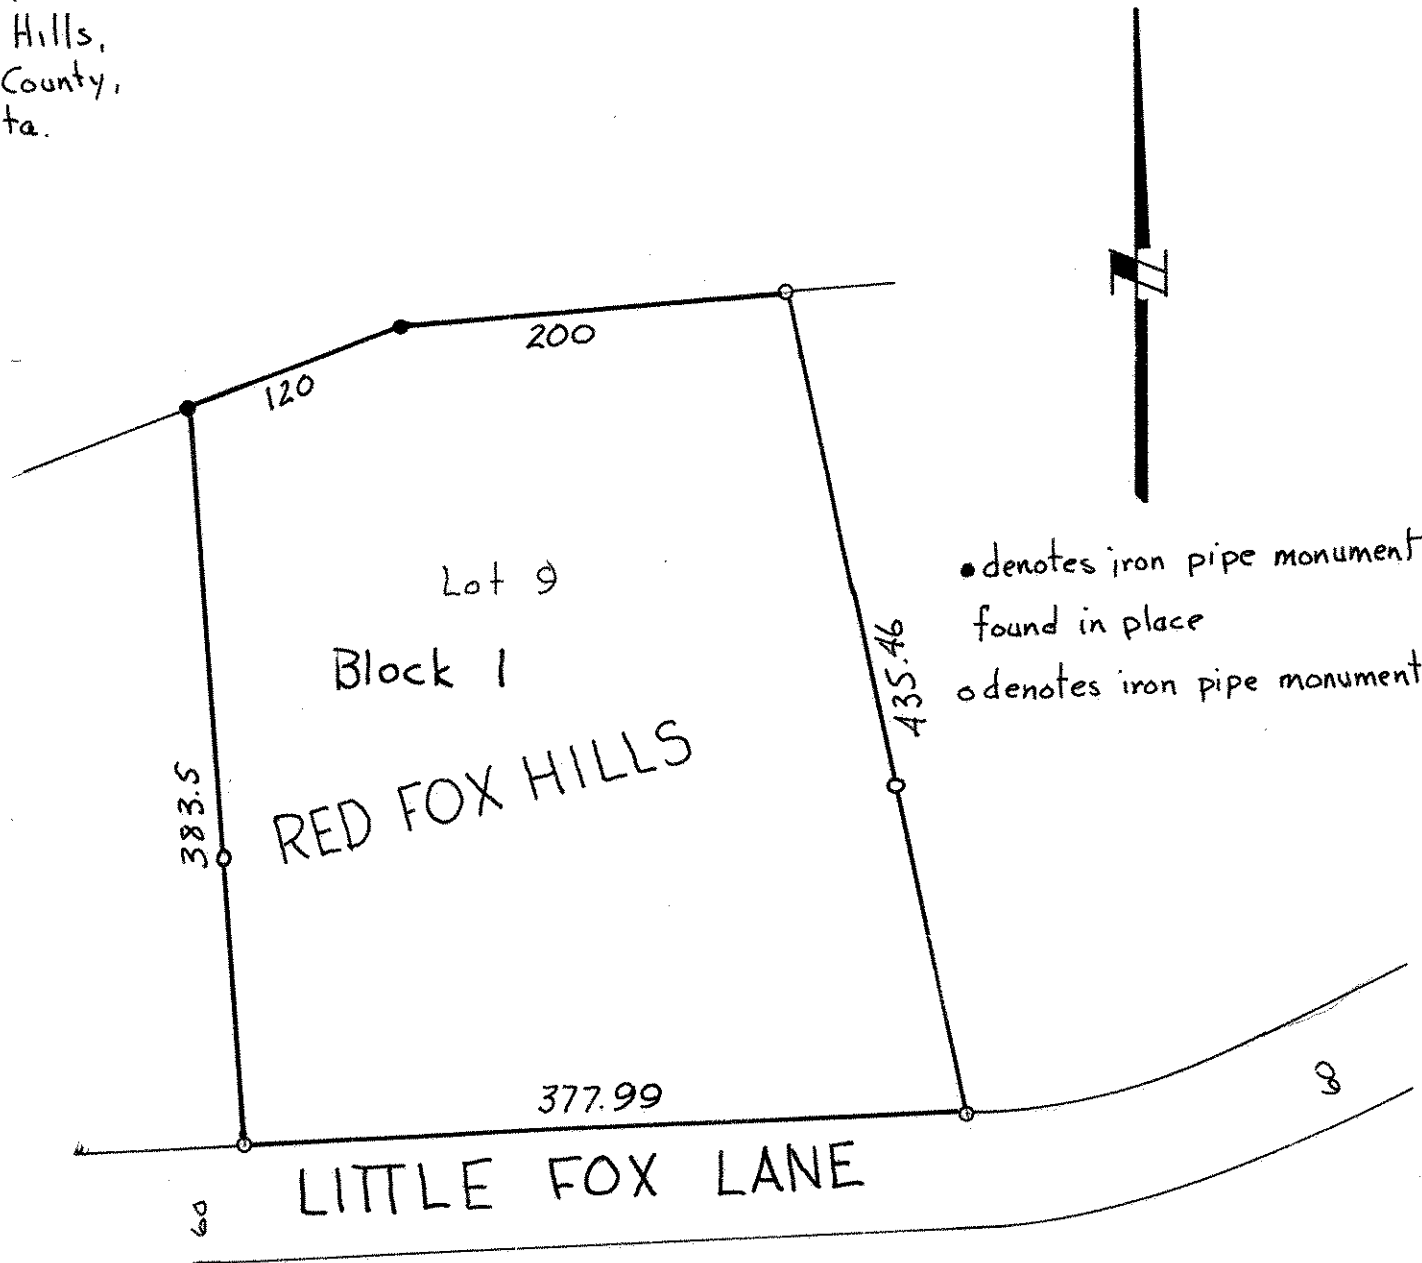 Hills,
County,
ta.
N
200
120
Lot 9
Block 1
RED FOX HILLS
383.5
435.46
• denotes iron pipe monument
found in place
o denotes iron pipe monument
377.99
LITTLE FOX LANE
60